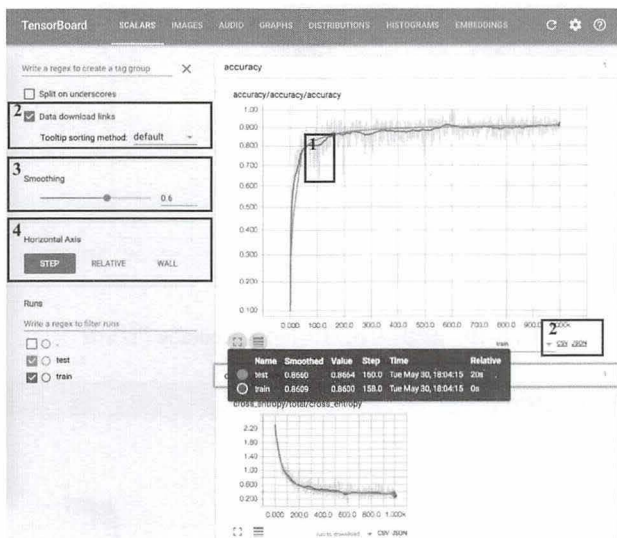 TensorBoard SCALARS IMAGES AUDIO GRAPHS DISTRIBUTIONS HISTOGRAMS EMBEDDINGS
Write a regex to create a tag group
Split on underscores
2
Data download links
Tooltip sorting method: default
3
Smoothing
0.6
4
Horizontal Axis
STEP RELATIVE WALL
Runs
Write a regex to filter runs
-
test
train
accuracy
1
accuracy/accuracy/accuracy
1.00
0.900
0.800
0.700
0.600
0.500
0.400
0.300
0.200
0.100
1
0.000 100.0 200.0 300.0 400.0 500.0 600.0 700.0 800.0 900.0
2
train CSV JSON
Name Smoothed Value Step Time Relative
test 0.8660 0.8664 160.0 Tue May 30, 18:04:15 20s
train 0.8609 0.8600 158.0 Tue May 30, 18:04:15 0s
1
cross_entropy/total/cross_entropy
2.20
1.80
1.40
1.00
0.600
0.200
0.000 200.0 400.0 600.0 800.0 1.000k
run to download CSV JSON